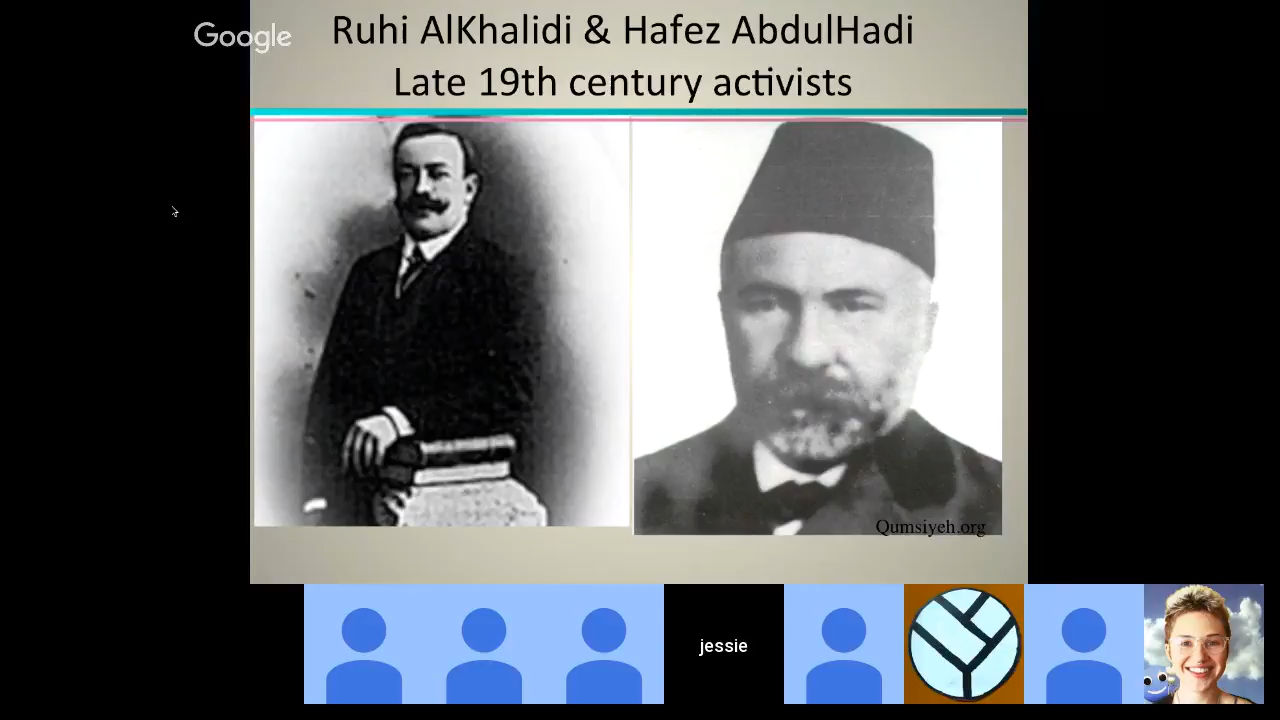 Google
Ruhi AlKhalidi & Hafez AbdulHadi
Late 19th century activists
Qumsiyeh.org
jessie